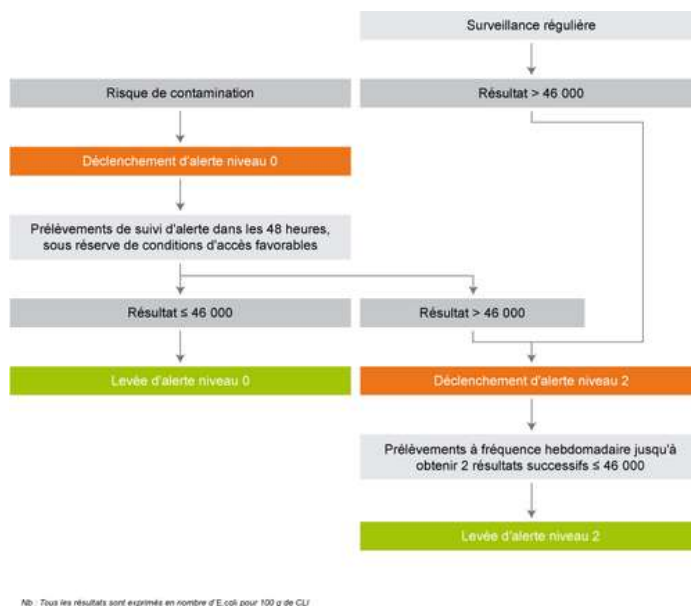 Surveillance régulière
Risque de contamination
Résultat > 46 000
Déclenchement d'alerte niveau 0
Prélèvements de suivi d'alerte dans les 48 heures,
sous réserve de conditions d'accès favorables
Résultat ≤ 46 000
Résultat > 46 000
Levée d'alerte niveau 0
Déclenchement d'alerte niveau 2
Prélèvements à fréquence hebdomadaire jusqu'à
obtenir 2 résultats successifs ≤ 46 000
Levée d'alerte niveau 2
Nb : Tous les résultats sont exprimés en nombre d'E.coli pour 100 g de CLI